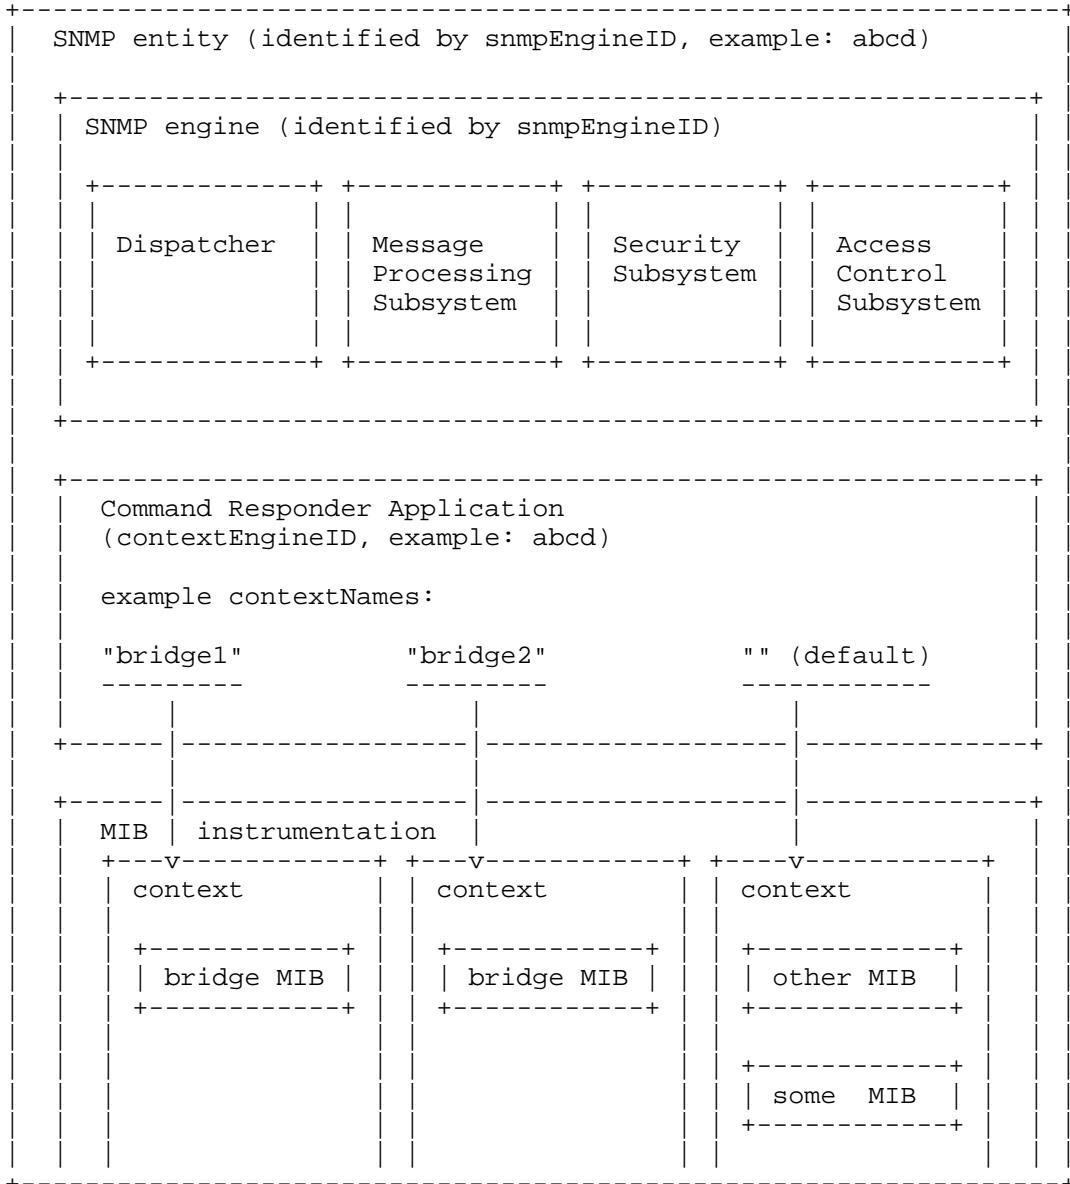 SNMP entity (identified by snmpEngineID, example: abcd)
SNMP engine (identified by snmpEngineID)
Dispatcher
Message
Processing
Subsystem
Security
Subsystem
Access
Control
Subsystem
Command Responder Application
(contextEngineID, example: abcd)
example contextNames:
"bridge1" "bridge2" "" (default)
MIB instrumentation
context context context
bridge MIB bridge MIB other MIB
some MIB